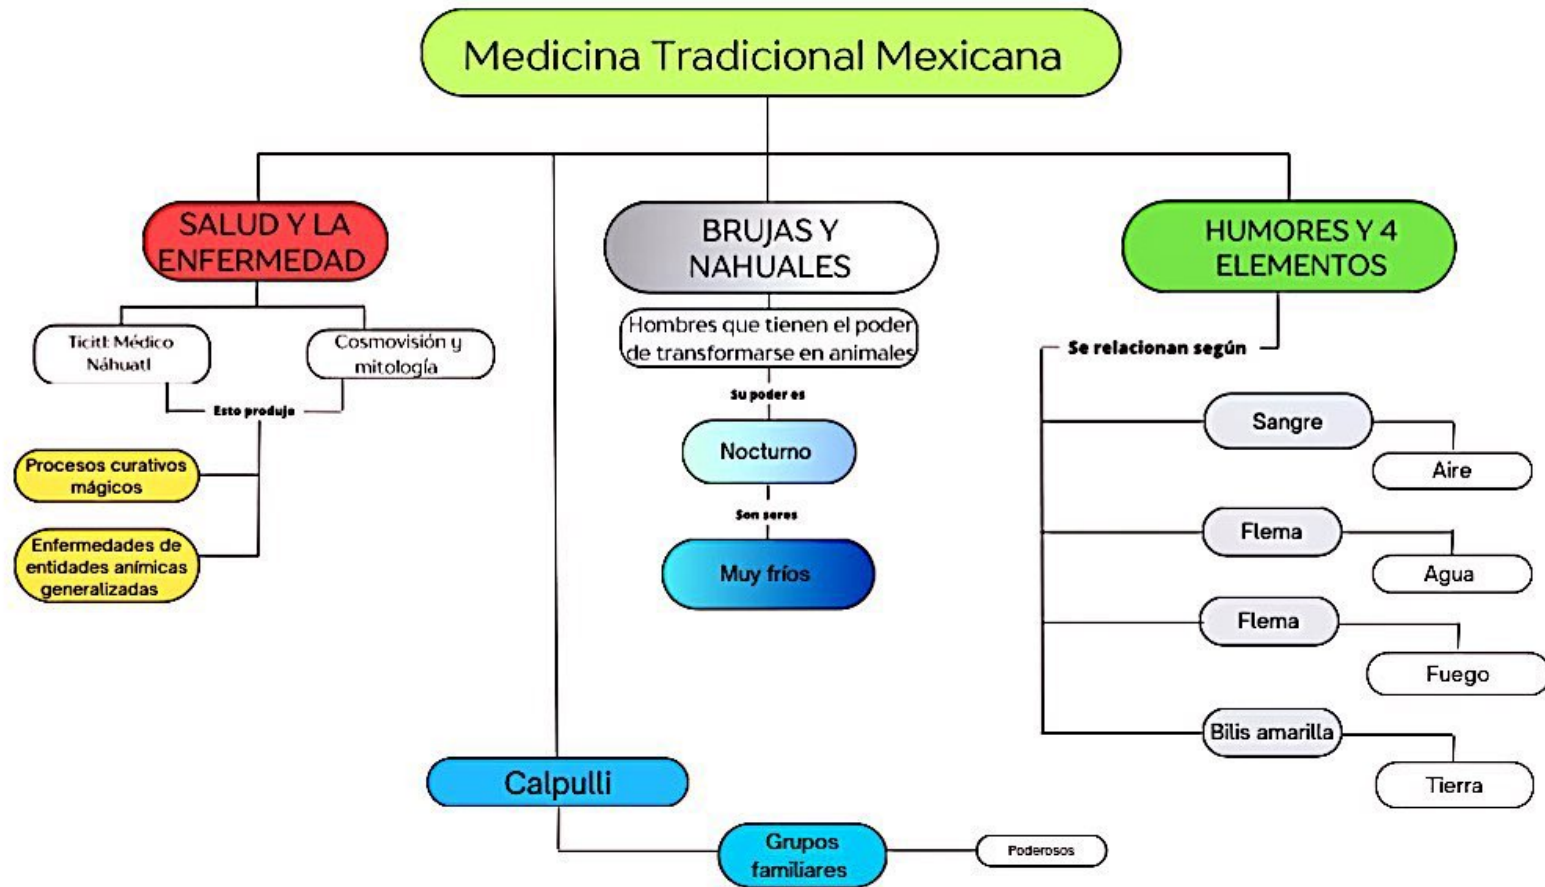 Medicina Tradicional Mexicana
SALUD Y LA
ENFERMEDAD
Ticitl: Médico
Náhuatl
Cosmovisión y
mitología
Esto produjo
Procesos curativos
mágicos
Enfermedades de
entidades anímicas
generalizadas
BRUJAS Y
NAHUALES
Hombres que tienen el poder
de transformarse en animales
Su poder es
Nocturno
Son seres
Muy fríos
HUMORES Y 4
ELEMENTOS
Se relacionan según
Sangre
Aire
Flema
Agua
Flema
Fuego
Bilis amarilla
Tierra
Calpulli
Grupos
familiares
Poderosos